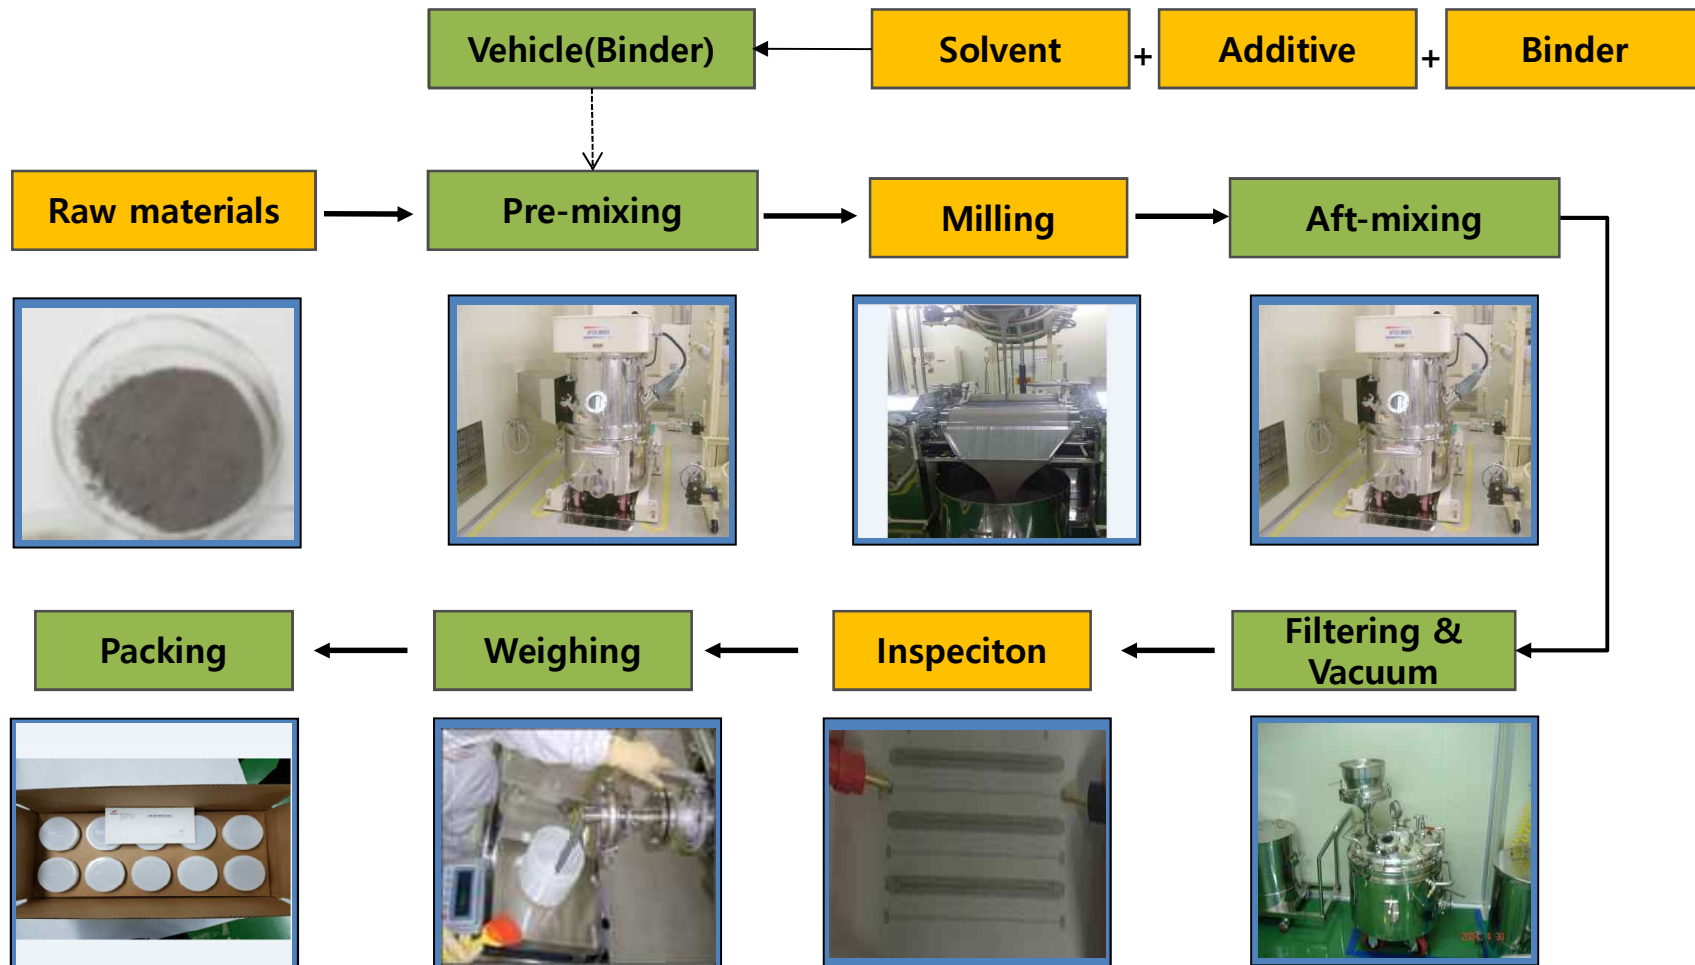 Vehicle(Binder)
Solvent
+
Additive
+
Binder
Raw materials
Pre-mixing
Milling
Aft-mixing
Packing
Weighing
Inspeciton
Filtering &
Vacuum